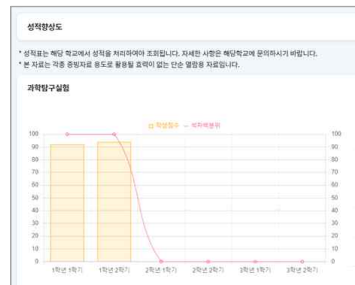 성적향상도
* 성적표는 해당 학교에서 성적을 처리하여야 조회됩니다. 자세한 사항은 해당학교에 문의하시기 바랍니다.
* 본 자료는 각종 증빙자료 용도로 활용될 효력이 없는 단순 열람용 자료입니다.
과학탐구실험
학생점수 석차백분위
100 100
90 90
80 80
70 70
60 60
50 50
40 40
30 30
20 20
10 10
0 0
1학년 1학기 1학년 2학기 2학년 1학기 2학년 2학기 3학년 1학기 3학년 2학기